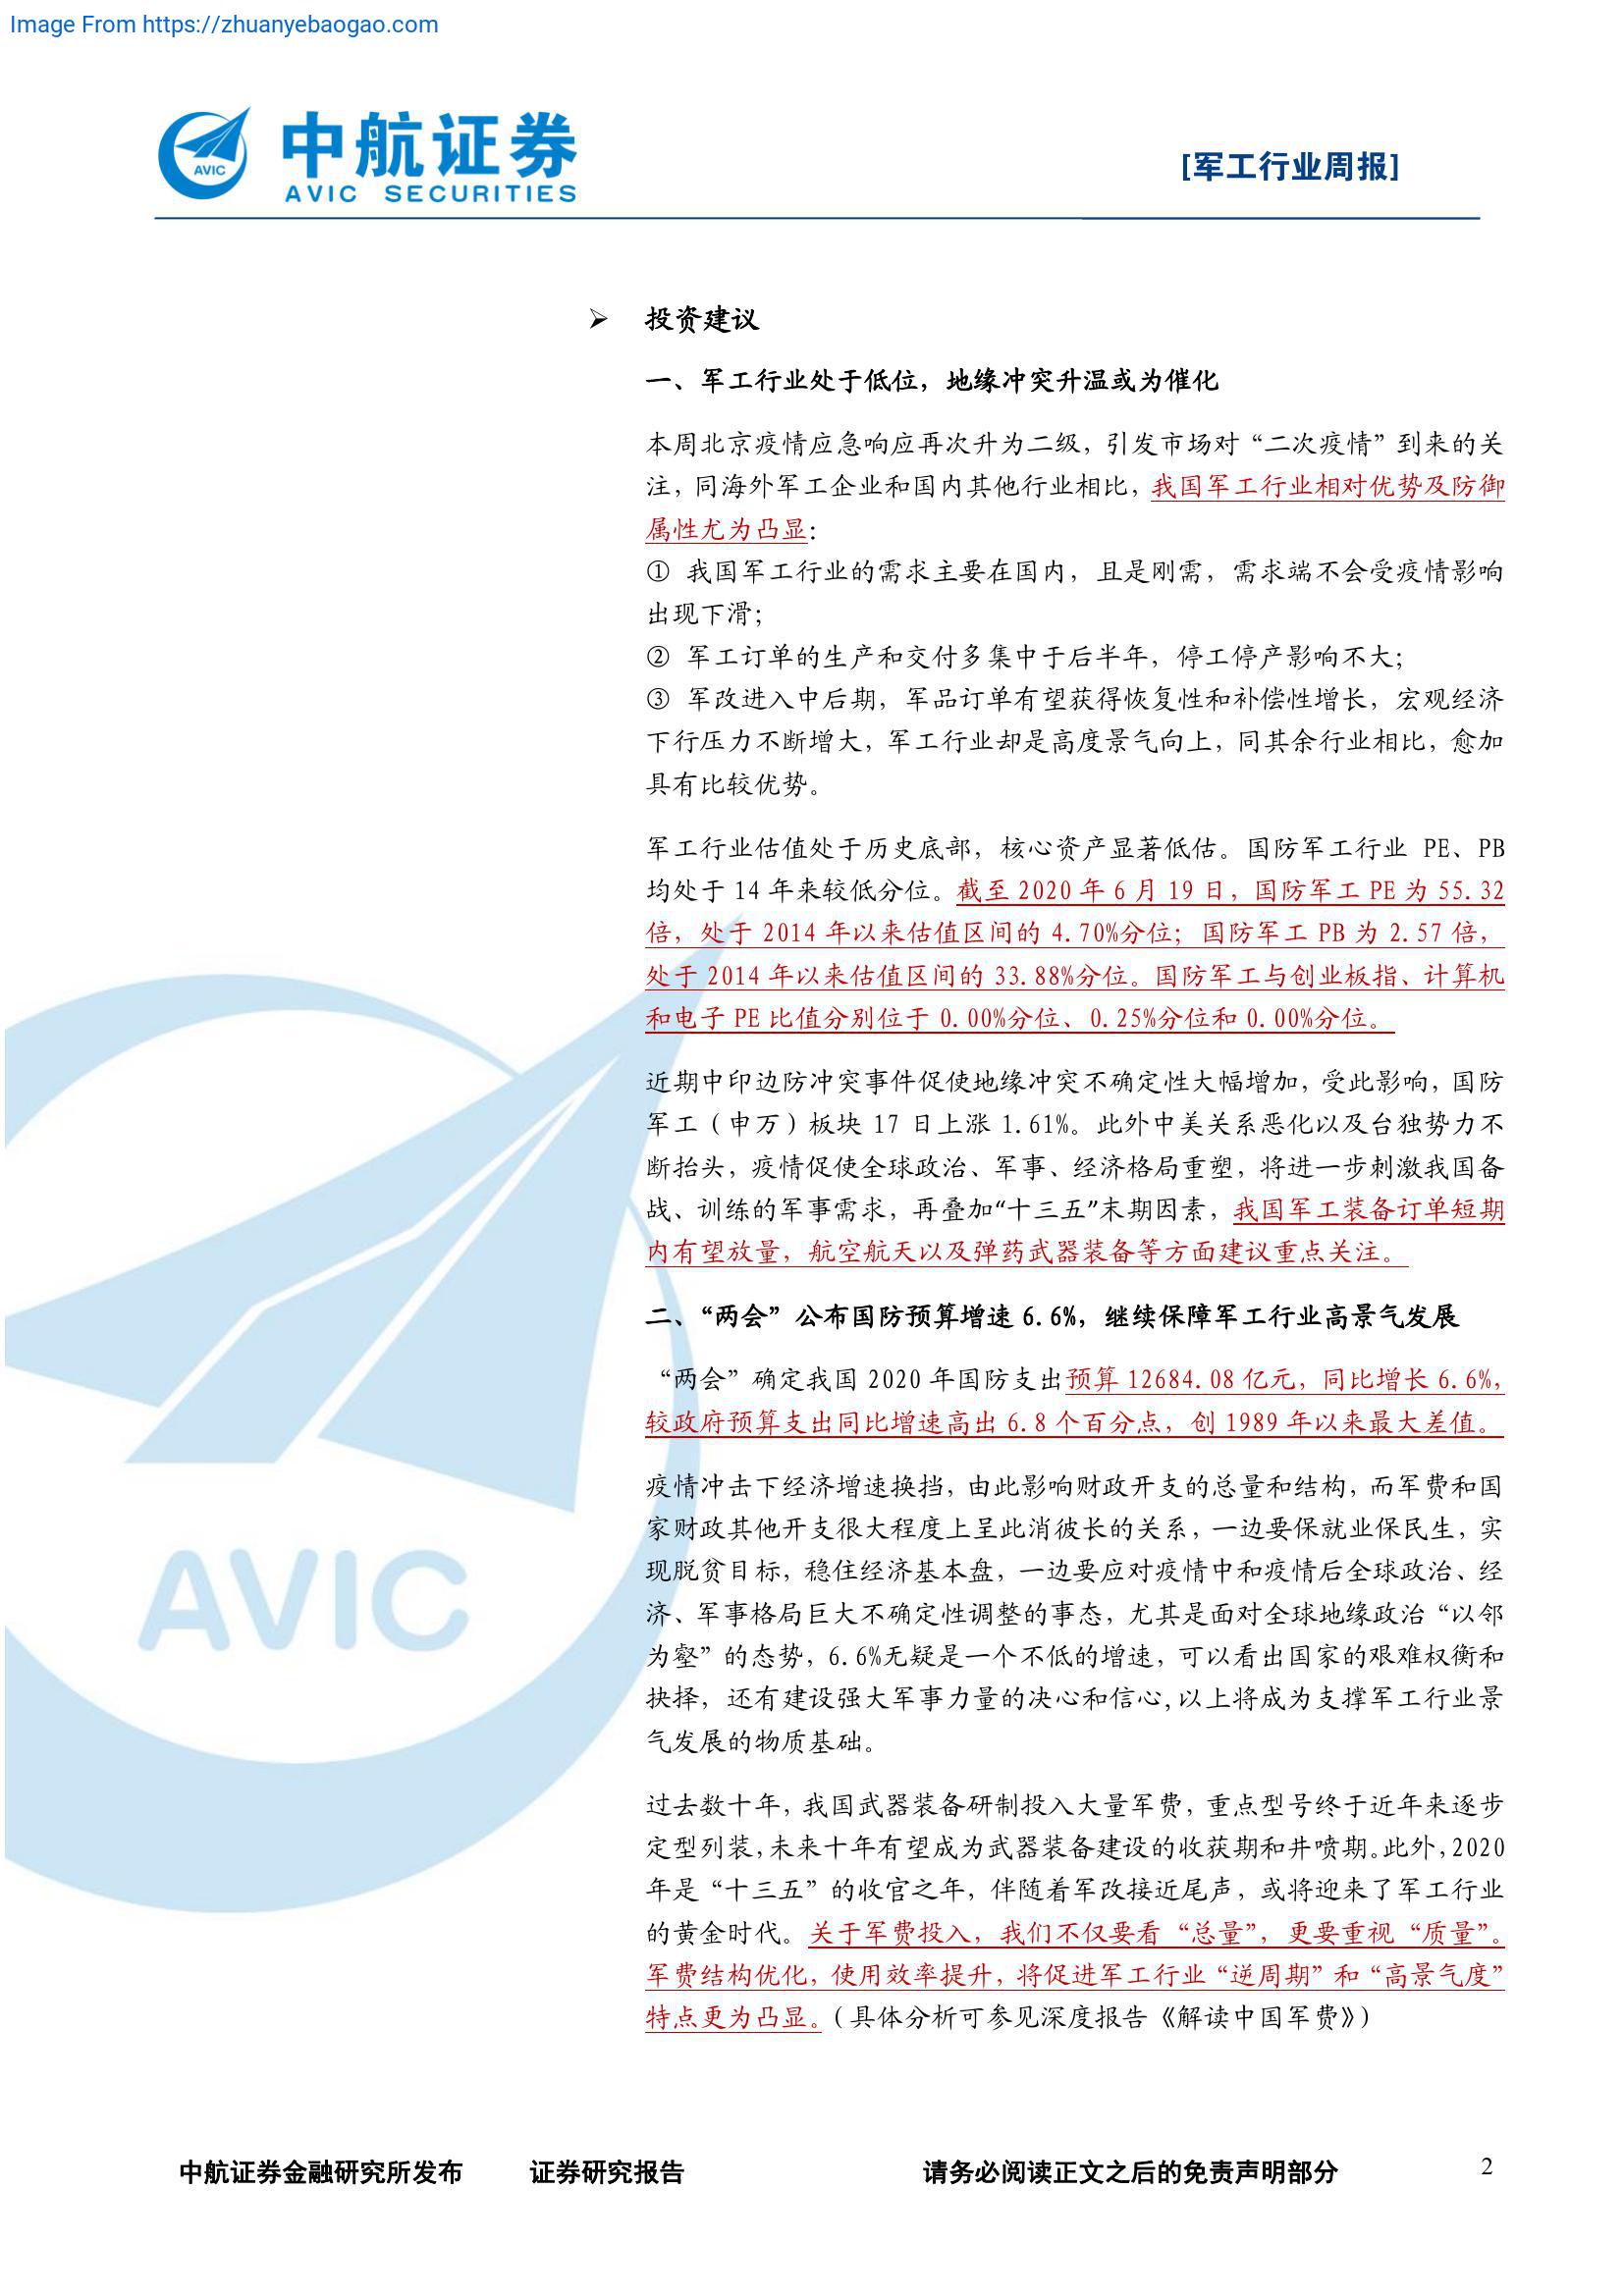 Image From https://zhuanyebaogao.com
中航证券
AVIC SECURITIES
AVIC
[军工行业周报]
➢ 投资建议
一、军工行业处于低位，地缘冲突升温或为催化
本周北京疫情应急响应再次升为二级，引发市场对“二次疫情”到来的关
注，同海外军工企业和国内其他行业相比，我国军工行业相对优势及防御
属性尤为凸显：
① 我国军工行业的需求主要在国内，且是刚需，需求端不会受疫情影响
出现下滑；
② 军工订单的生产和交付多集中于后半年，停工停产影响不大；
③ 军改进入中后期，军品订单有望获得恢复性和补偿性增长，宏观经济
下行压力不断增大，军工行业却是高度景气向上，同其余行业相比，愈加
具有比较优势。
军工行业估值处于历史底部，核心资产显著低估。国防军工行业 PE、PB
均处于 14 年来较低分位。截至 2020 年 6 月 19 日，国防军工 PE 为 55.32
倍，处于 2014 年以来估值区间的 4.70%分位；国防军工 PB 为 2.57 倍，
处于 2014 年以来估值区间的 33.88%分位。国防军工与创业板指、计算机
和电子 PE 比值分别位于 0.00%分位、0.25%分位和 0.00%分位。
近期中印边防冲突事件促使地缘冲突不确定性大幅增加，受此影响，国防
军工（申万）板块 17 日上涨 1.61%。此外中美关系恶化以及台独势力不
断抬头，疫情促使全球政治、军事、经济格局重塑，将进一步刺激我国备
战、训练的军事需求，再叠加“十三五”末期因素，我国军工装备订单短期
内有望放量，航空航天以及弹药武器装备等方面建议重点关注。
二、“两会”公布国防预算增速 6.6%，继续保障军工行业高景气发展
“两会”确定我国 2020 年国防支出预算 12684.08 亿元，同比增长 6.6%，
较政府预算支出同比增速高出 6.8 个百分点，创 1989 年以来最大差值。
疫情冲击下经济增速换挡，由此影响财政开支的总量和结构，而军费和国
家财政其他开支很大程度上呈此消彼长的关系，一边要保就业保民生，实
现脱贫目标，稳住经济基本盘，一边要应对疫情中和疫情后全球政治、经
济、军事格局巨大不确定性调整的事态，尤其是面对全球地缘政治“以邻
为壑”的态势，6.6%无疑是一个不低的增速，可以看出国家的艰难权衡和
抉择，还有建设强大军事力量的决心和信心,以上将成为支撑军工行业景
气发展的物质基础。
过去数十年，我国武器装备研制投入大量军费，重点型号终于近年来逐步
定型列装,未来十年有望成为武器装备建设的收获期和井喷期。此外,2020
年是“十三五”的收官之年，伴随着军改接近尾声，或将迎来了军工行业
的黄金时代。关于军费投入，我们不仅要看“总量”，更要重视“质量”。
军费结构优化，使用效率提升，将促进军工行业“逆周期”和“高景气度”
特点更为凸显。（具体分析可参见深度报告《解读中国军费》）
AVIC
中航证券金融研究所发布 证券研究报告 请务必阅读正文之后的免责声明部分 2